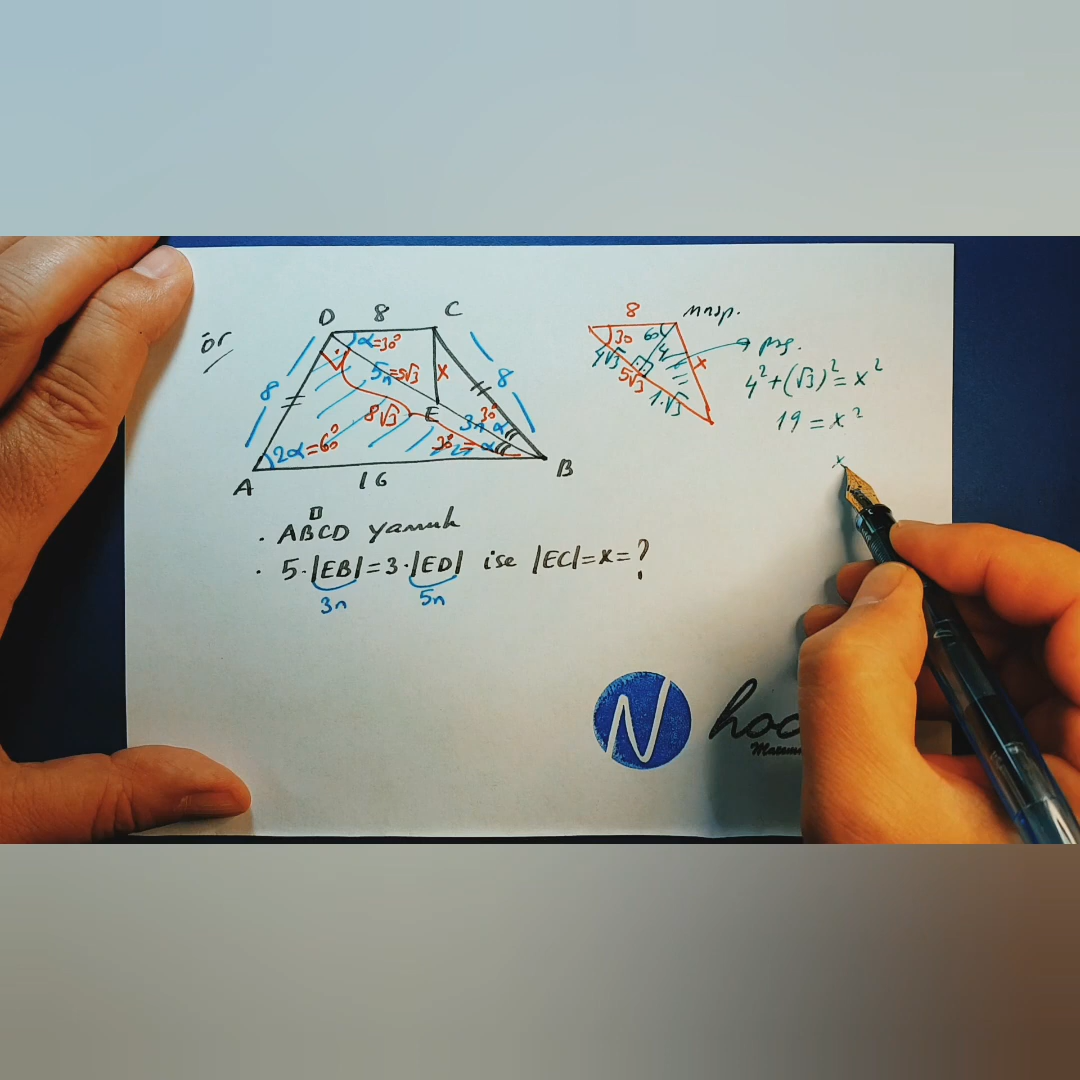 ör
D 8 C
α=30°
8
5n=5√3
x
8
8√3
E
3n 30° α
2α=60°
30°=α
A 16 B
. ABCD yamuk
. 5.|EB|=3.|ED| ise |EC|=x=?
3n 5n
8
30 60
4√3 4 x
5√3
1.√3
4²+(√3)²=x²
19=x²
x
N hoc